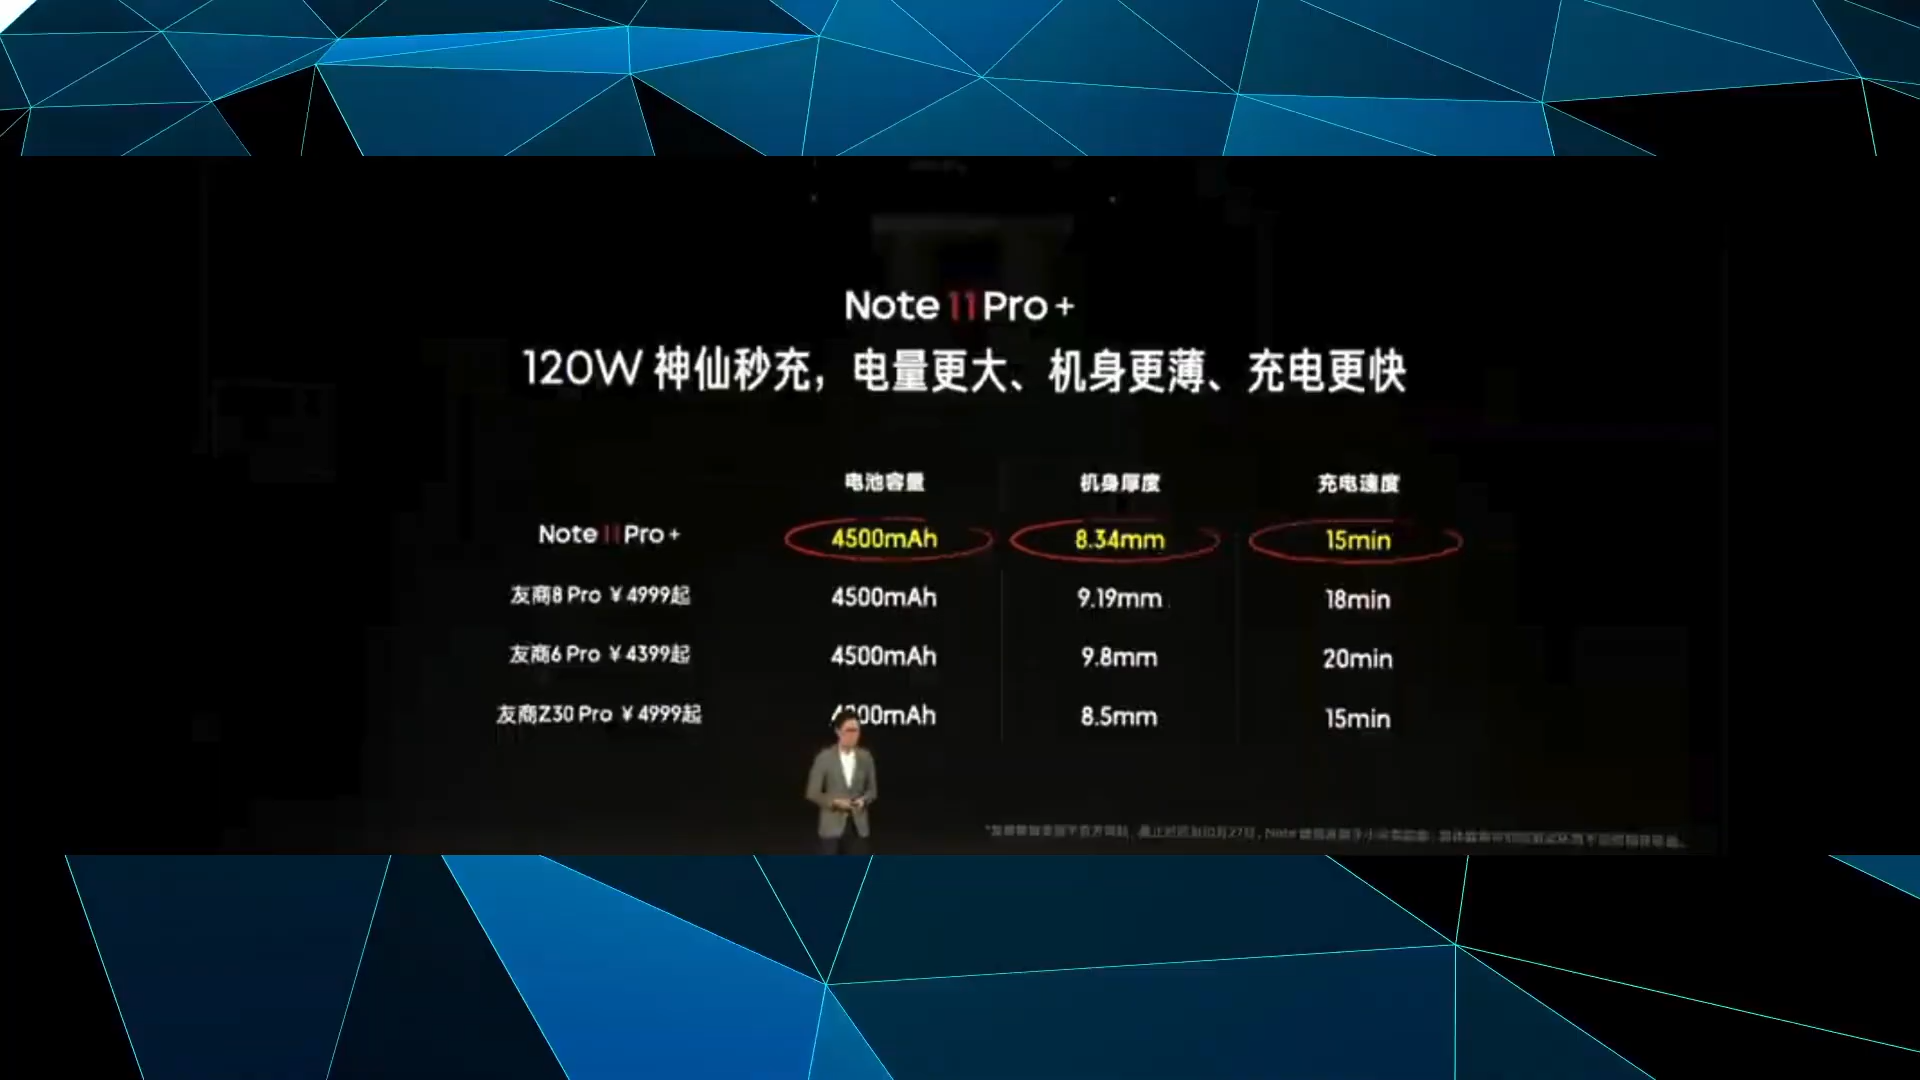 Note 11 Pro+
120W 神仙秒充，电量更大、机身更薄、充电更快
电池容量 机身厚度 充电速度
Note 11 Pro+ 4500mAh 8.34mm 15min
友商8 Pro ￥4999起 4500mAh 9.19mm 18min
友商6 Pro ￥4399起 4500mAh 9.8mm 20min
友商Z30 Pro ￥4999起 00mAh 8.5mm 15min